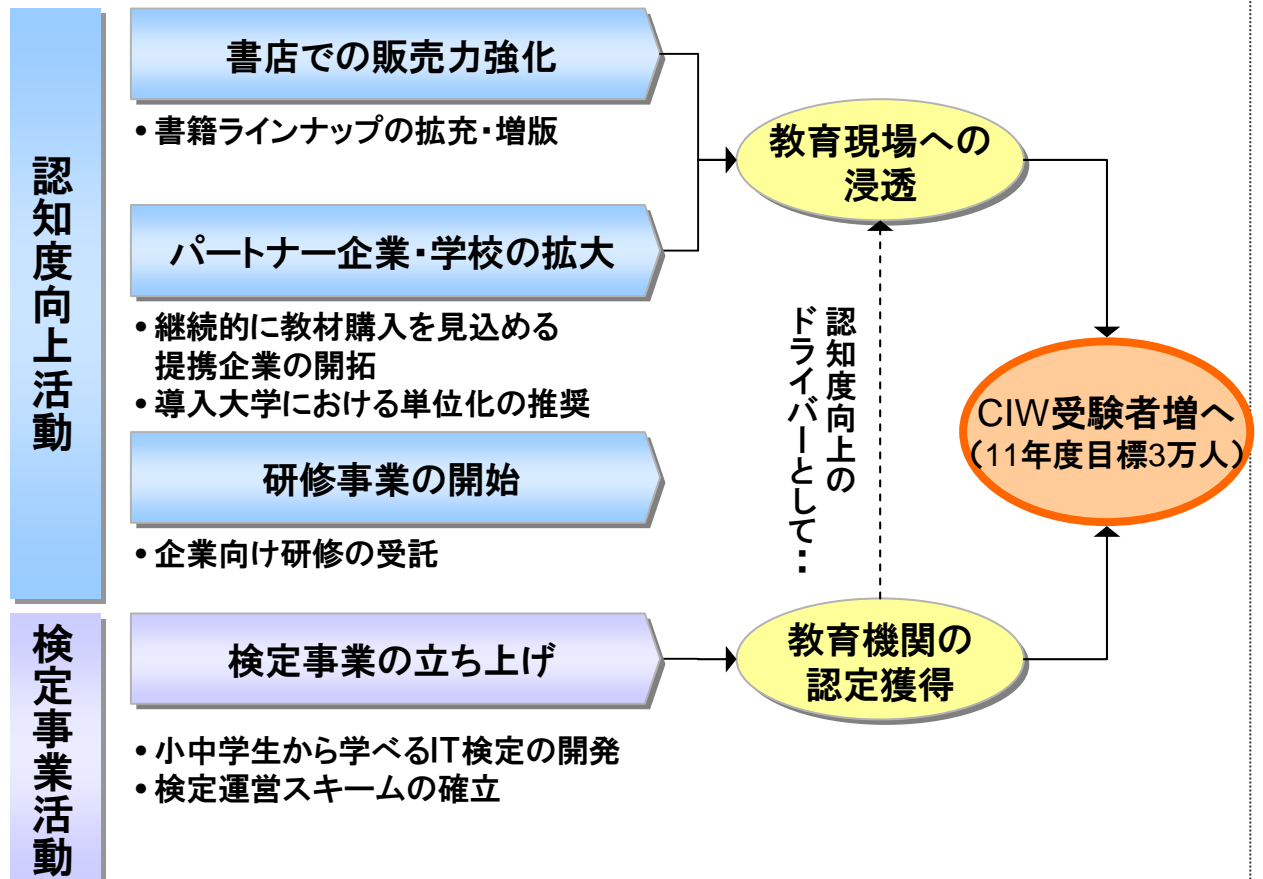 認知度向上活動
書店での販売力強化
•書籍ラインナップの拡充・増版
パートナー企業・学校の拡大
•継続的に教材購入を見込める
提携企業の開拓
•導入大学における単位化の推奨
研修事業の開始
•企業向け研修の受託
検定事業活動
検定事業の立ち上げ
•小中学生から学べるIT検定の開発
•検定運営スキームの確立
教育現場への
浸透
認知度向上の
ドライバーとして・・
教育機関の
認定獲得
CIW受験者増へ
（11年度目標3万人）